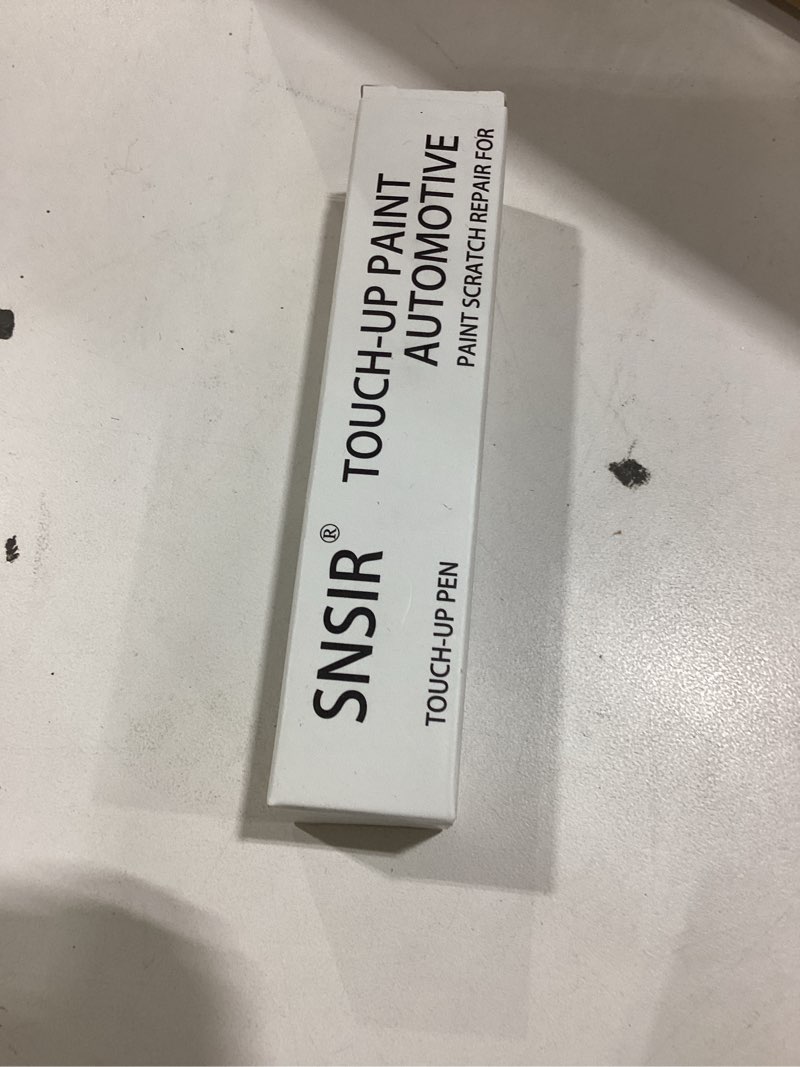 SNSIR®
TOUCH-UP PEN
TOUCH-UP PAINT
AUTOMOTIVE
PAINT SCRATCH REPAIR FOR